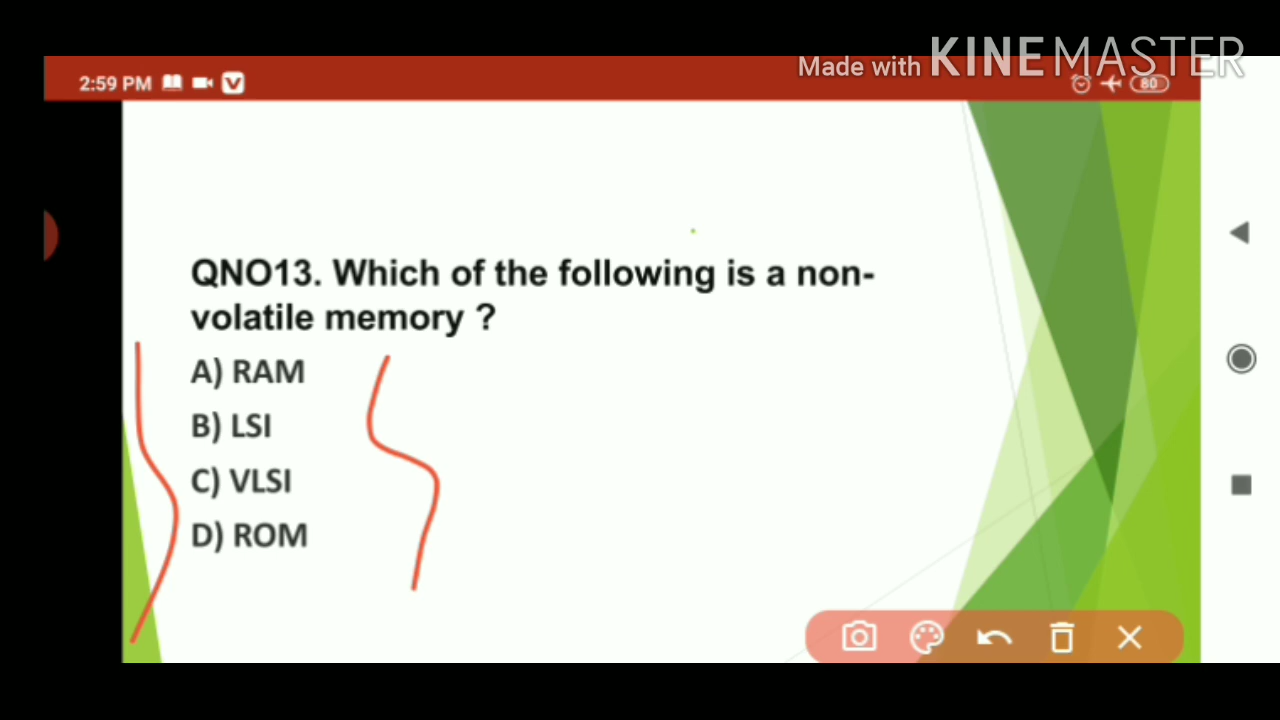 Made with KINEMASTER
2:59 PM
80
QNO13. Which of the following is a non-
volatile memory ?
A) RAM
B) LSI
C) VLSI
D) ROM